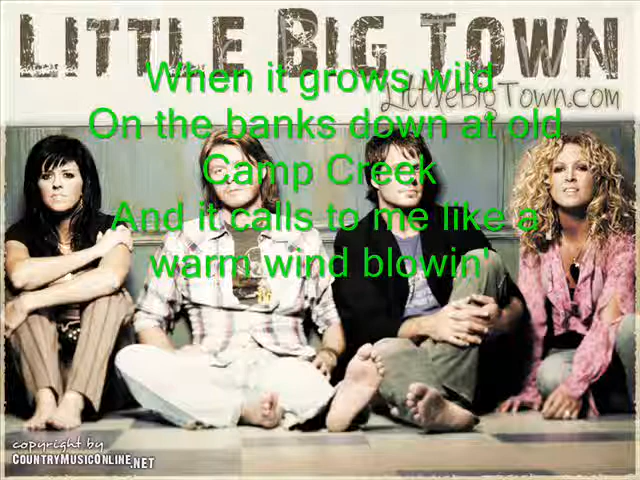 LITTLE BIG TOWN
LittleBigTown.com
When it grows wild
On the banks down at old
Camp Creek
And it calls to me like a
warm wind blowin'
copyright by
COUNTRYMUSICONLINE.NET